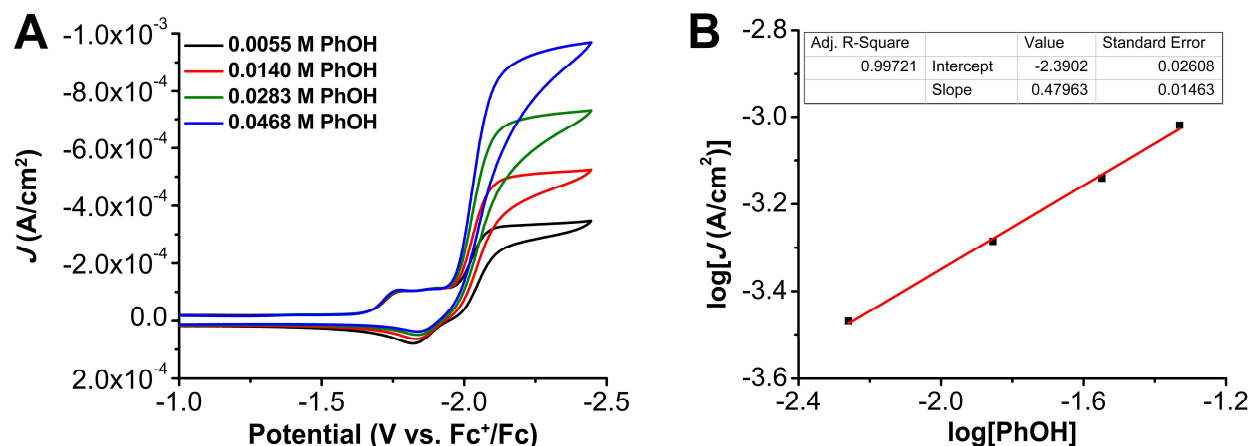 A
-1.0x10⁻³
-8.0x10⁻⁴
-6.0x10⁻⁴
-4.0x10⁻⁴
-2.0x10⁻⁴
0.0
2.0x10⁻⁴
J (A/cm²)
0.0055 M PhOH
0.0140 M PhOH
0.0283 M PhOH
0.0468 M PhOH
-1.0 -1.5 -2.0 -2.5
Potential (V vs. Fc⁺/Fc)
B
-2.8
-3.0
-3.2
-3.4
-3.6
log[J (A/cm²)]
Adj. R-Square Value Standard Error
0.99721 Intercept -2.3902 0.02608
Slope 0.47963 0.01463
-2.4 -2.0 -1.6 -1.2
log[PhOH]